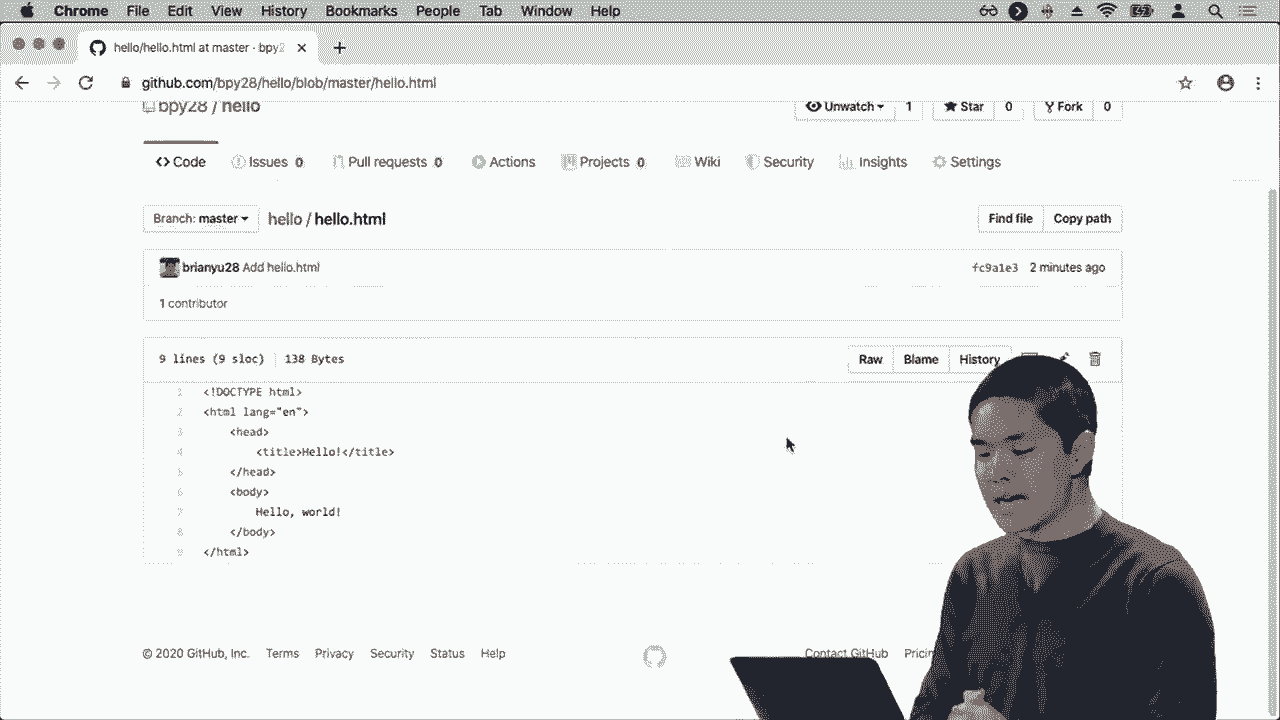 Chrome File Edit View History Bookmarks People Tab Window Help
hello/hello.html at master · bpy2
github.com/bpy28/hello/blob/master/hello.html
bpy28 / hello
Unwatch 1 Star 0 Fork 0
Code Issues 0 Pull requests 0 Actions Projects 0 Wiki Security Insights Settings
Branch: master hello / hello.html Find file Copy path
brianyu28 Add hello.html fc9a1e3 2 minutes ago
1 contributor
9 lines (9 sloc) 138 Bytes Raw Blame History
1 <!DOCTYPE html>
2 <html lang="en">
3 <head>
4 <title>Hello!</title>
5 </head>
6 <body>
7 Hello, world!
8 </body>
9 </html>
© 2020 GitHub, Inc. Terms Privacy Security Status Help Contact GitHub